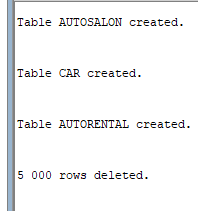 Table AUTOSALON created.
Table CAR created.
Table AUTORENTAL created.
5 000 rows deleted.